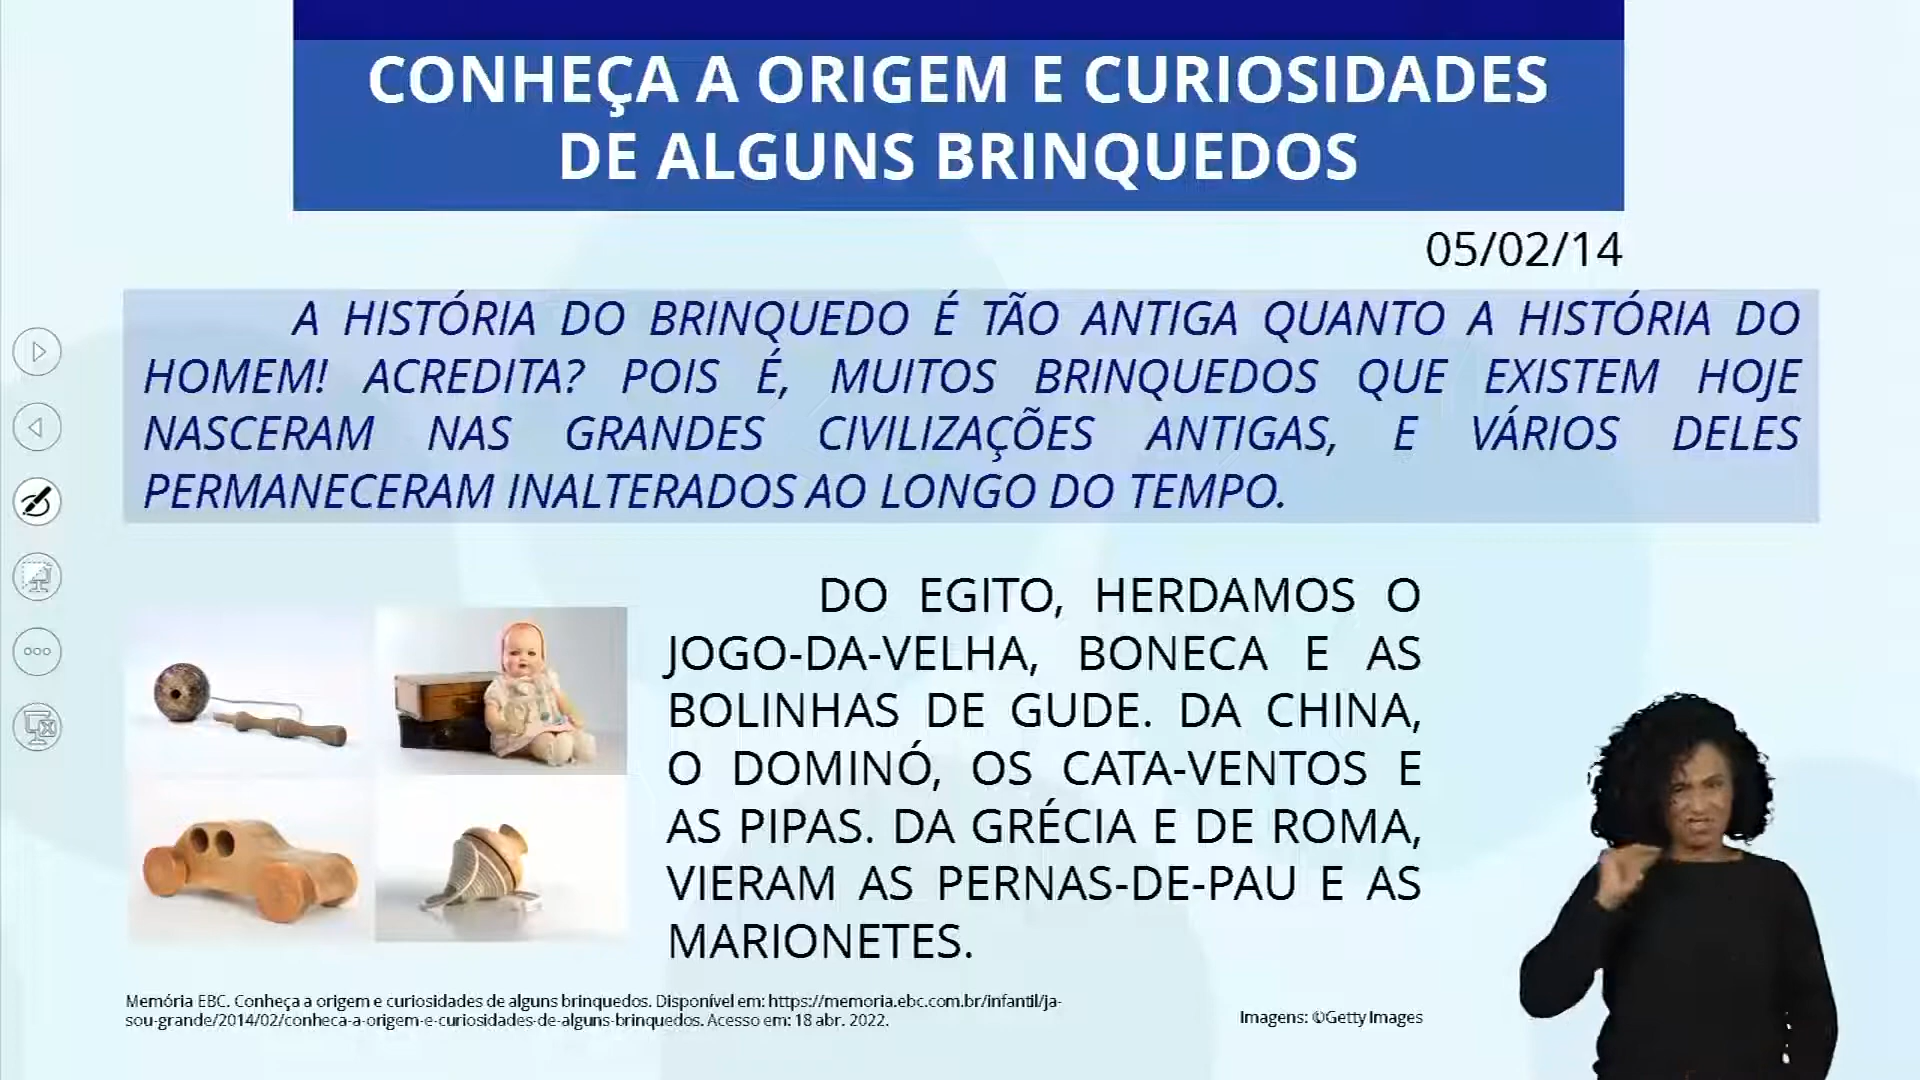 CONHEÇA A ORIGEM E CURIOSIDADES
DE ALGUNS BRINQUEDOS
05/02/14
A HISTÓRIA DO BRINQUEDO É TÃO ANTIGA QUANTO A HISTÓRIA DO
HOMEM! ACREDITA? POIS É, MUITOS BRINQUEDOS QUE EXISTEM HOJE
NASCERAM NAS GRANDES CIVILIZAÇÕES ANTIGAS, E VÁRIOS DELES
PERMANECERAM INALTERADOS AO LONGO DO TEMPO.
DO EGITO, HERDAMOS O
JOGO-DA-VELHA, BONECA E AS
BOLINHAS DE GUDE. DA CHINA,
O DOMINÓ, OS CATA-VENTOS E
AS PIPAS. DA GRÉCIA E DE ROMA,
VIERAM AS PERNAS-DE-PAU E AS
MARIONETES.
Memória EBC. Conheça a origem e curiosidades de alguns brinquedos. Disponível em: https://memoria.ebc.com.br/infantil/ja-
sou-grande/2014/02/conheca-a-origem-e-curiosidades-de-alguns-brinquedos. Acesso em: 18 abr. 2022.
Imagens: ©Getty Images